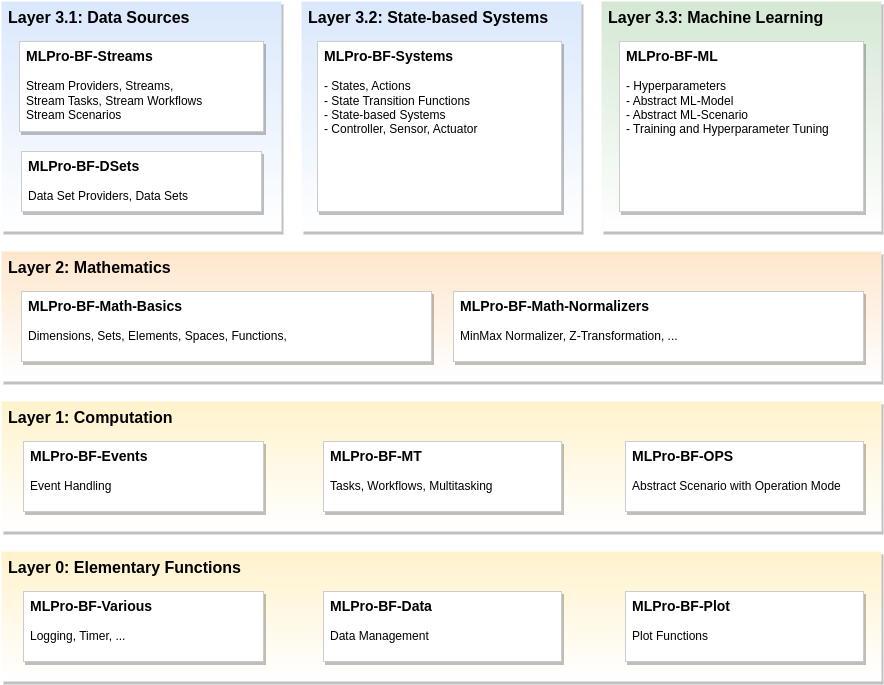 Layer 3.1: Data Sources
MLPro-BF-Streams
Stream Providers, Streams,
Stream Tasks, Stream Workflows
Stream Scenarios
MLPro-BF-DSets
Data Set Providers, Data Sets
Layer 3.2: State-based Systems
MLPro-BF-Systems
- States, Actions
- State Transition Functions
- State-based Systems
- Controller, Sensor, Actuator
Layer 3.3: Machine Learning
MLPro-BF-ML
- Hyperparameters
- Abstract ML-Model
- Abstract ML-Scenario
- Training and Hyperparameter Tuning
Layer 2: Mathematics
MLPro-BF-Math-Basics
Dimensions, Sets, Elements, Spaces, Functions,
MLPro-BF-Math-Normalizers
MinMax Normalizer, Z-Transformation, ...
Layer 1: Computation
MLPro-BF-Events
Event Handling
MLPro-BF-MT
Tasks, Workflows, Multitasking
MLPro-BF-OPS
Abstract Scenario with Operation Mode
Layer 0: Elementary Functions
MLPro-BF-Various
Logging, Timer, ...
MLPro-BF-Data
Data Management
MLPro-BF-Plot
Plot Functions